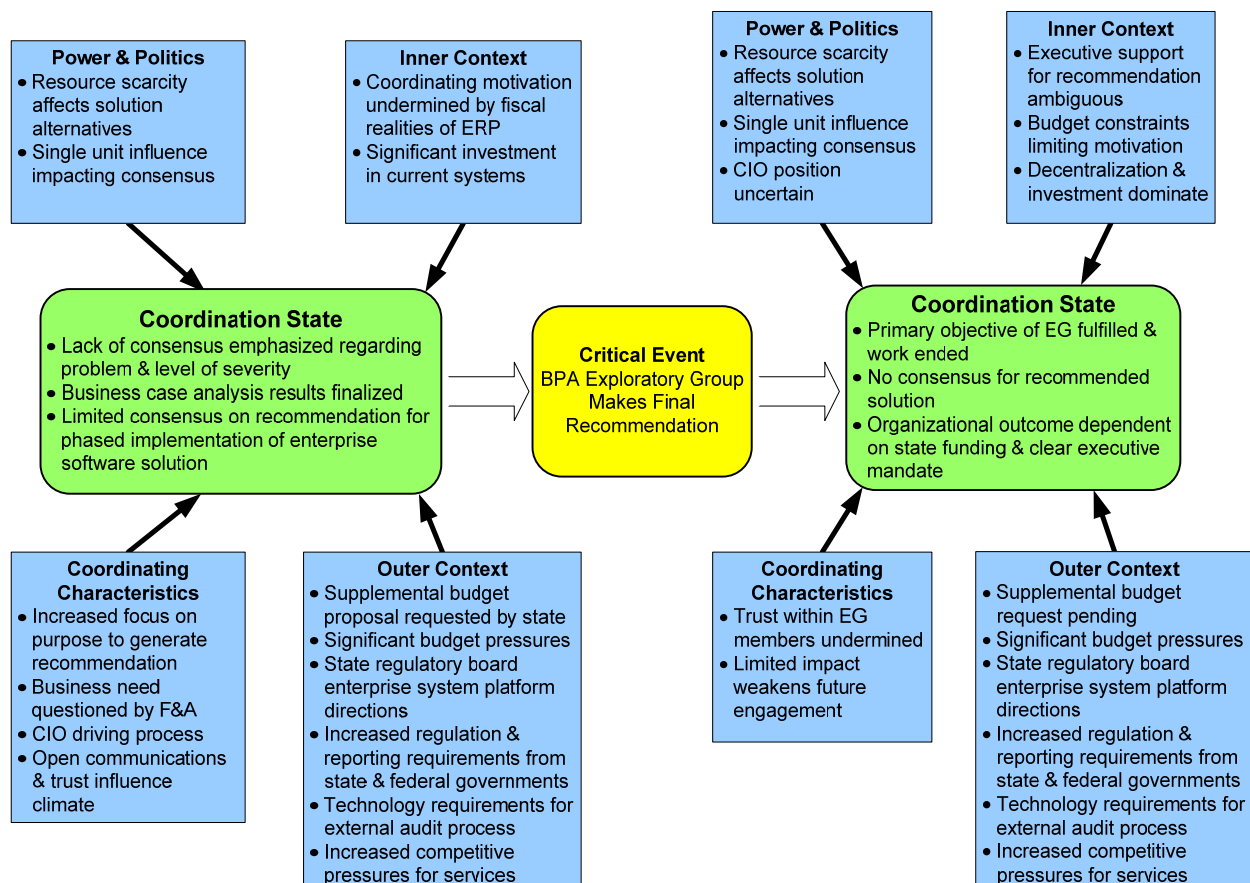 Power & Politics
• Resource scarcity
affects solution
alternatives
• Single unit influence
impacting consensus
Inner Context
• Coordinating motivation
undermined by fiscal
realities of ERP
• Significant investment
in current systems
Coordination State
• Lack of consensus emphasized regarding
problem & level of severity
• Business case analysis results finalized
• Limited consensus on recommendation for
phased implementation of enterprise
software solution
Coordinating
Characteristics
• Increased focus on
purpose to generate
recommendation
• Business need
questioned by F&A
• CIO driving process
• Open communications
& trust influence
climate
Outer Context
• Supplemental budget
proposal requested by state
• Significant budget pressures
• State regulatory board
enterprise system platform
directions
• Increased regulation &
reporting requirements from
state & federal governments
• Technology requirements for
external audit process
• Increased competitive
pressures for services
Critical Event
BPA Exploratory Group
Makes Final
Recommendation
Power & Politics
• Resource scarcity
affects solution
alternatives
• Single unit influence
impacting consensus
• CIO position
uncertain
Inner Context
• Executive support
for recommendation
ambiguous
• Budget constraints
limiting motivation
• Decentralization &
investment dominate
Coordination State
• Primary objective of EG fulfilled &
work ended
• No consensus for recommended
solution
• Organizational outcome dependent
on state funding & clear executive
mandate
Coordinating
Characteristics
• Trust within EG
members undermined
• Limited impact
weakens future
engagement
Outer Context
• Supplemental budget
request pending
• Significant budget pressures
• State regulatory board
enterprise system platform
directions
• Increased regulation &
reporting requirements from
state & federal governments
• Technology requirements for
external audit process
• Increased competitive
pressures for services